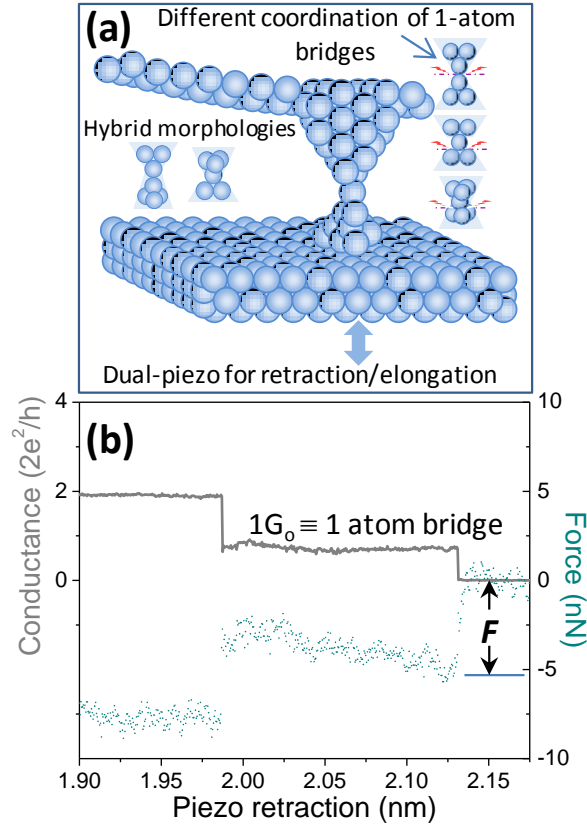 (a)
Different coordination of 1-atom
bridges
Hybrid morphologies
Dual-piezo for retraction/elongation
(b)
4
2
0
Conductance (2e²/h)
1Gₒ ≡ 1 atom bridge
F
10
5
0
-5
-10
Force (nN)
1.90
1.95
2.00
2.05
2.10
2.15
Piezo retraction (nm)